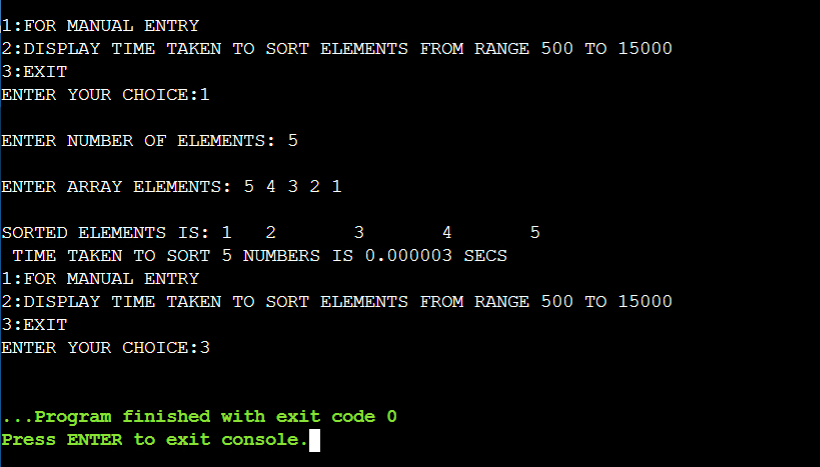 1:FOR MANUAL ENTRY
2:DISPLAY TIME TAKEN TO SORT ELEMENTS FROM RANGE 500 TO 15000
3:EXIT
ENTER YOUR CHOICE:1
ENTER NUMBER OF ELEMENTS: 5
ENTER ARRAY ELEMENTS: 5 4 3 2 1
SORTED ELEMENTS IS: 1   2       3       4       5
 TIME TAKEN TO SORT 5 NUMBERS IS 0.000003 SECS
1:FOR MANUAL ENTRY
2:DISPLAY TIME TAKEN TO SORT ELEMENTS FROM RANGE 500 TO 15000
3:EXIT
ENTER YOUR CHOICE:3
...Program finished with exit code 0
Press ENTER to exit console.